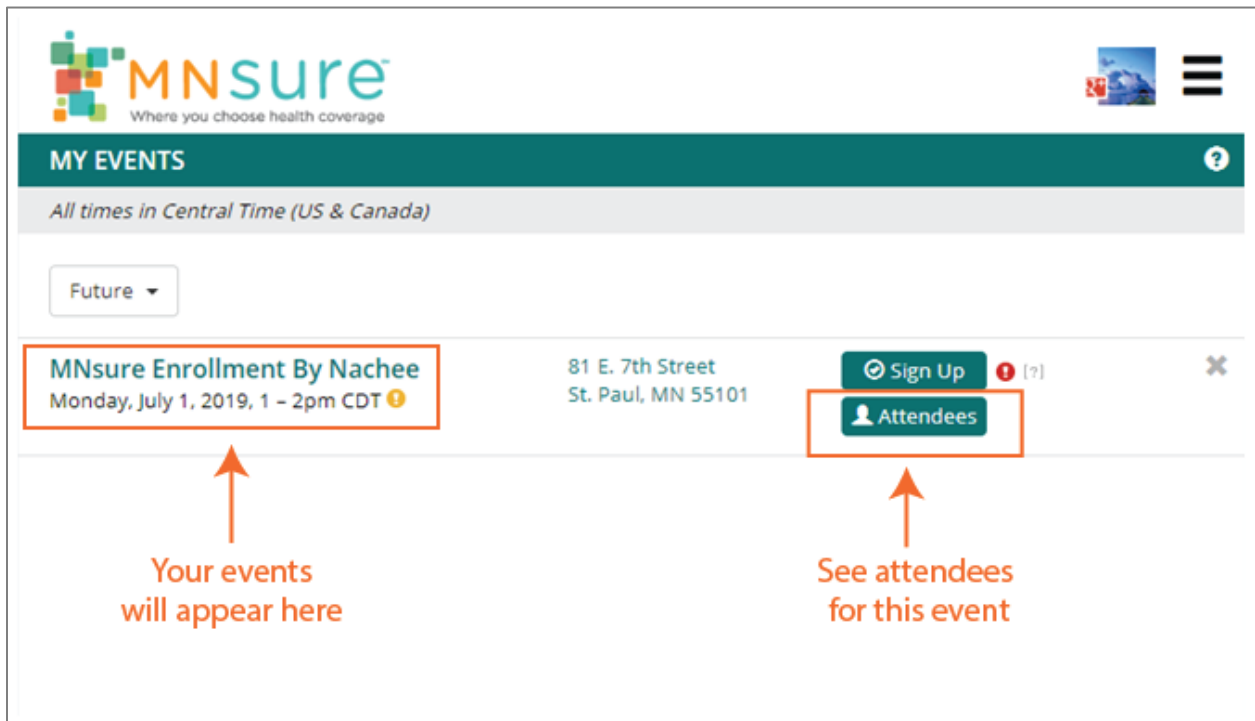 MNsure™
Where you choose health coverage
g+
MY EVENTS
?
All times in Central Time (US & Canada)
Future
MNsure Enrollment By Nachee
Monday, July 1, 2019, 1 – 2pm CDT
81 E. 7th Street
St. Paul, MN 55101
Sign Up
[?]
Attendees
Your events
will appear here
See attendees
for this event